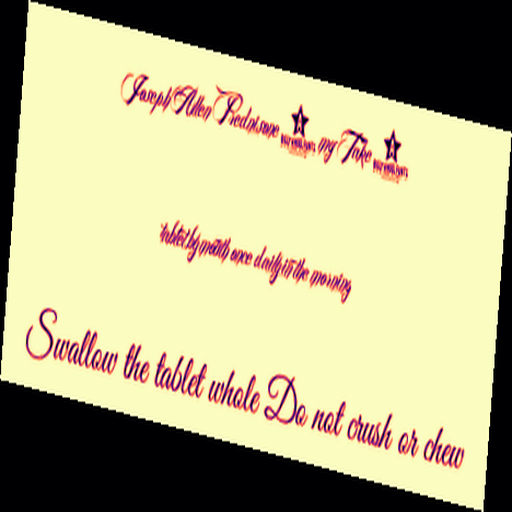 Joseph Allen Prednisone mg Take
tablet by mouth once daily in the morning
Swallow the tablet whole Do not crush or chew